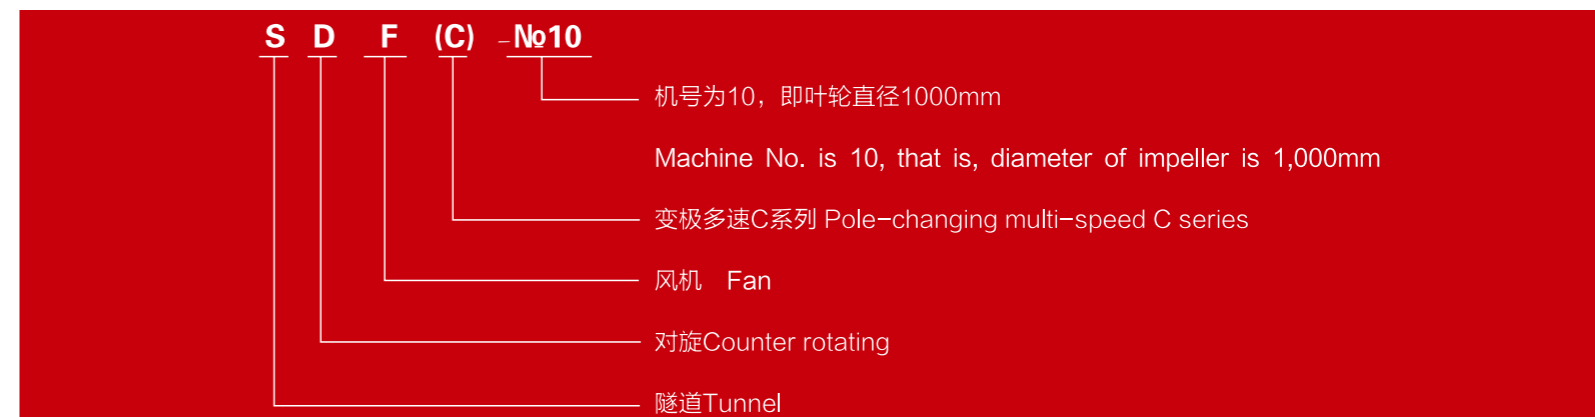 S D F (C) -№10
机号为10，即叶轮直径1000mm
Machine No. is 10, that is, diameter of impeller is 1,000mm
变极多速C系列 Pole-changing multi-speed C series
风机 Fan
对旋Counter rotating
隧道Tunnel